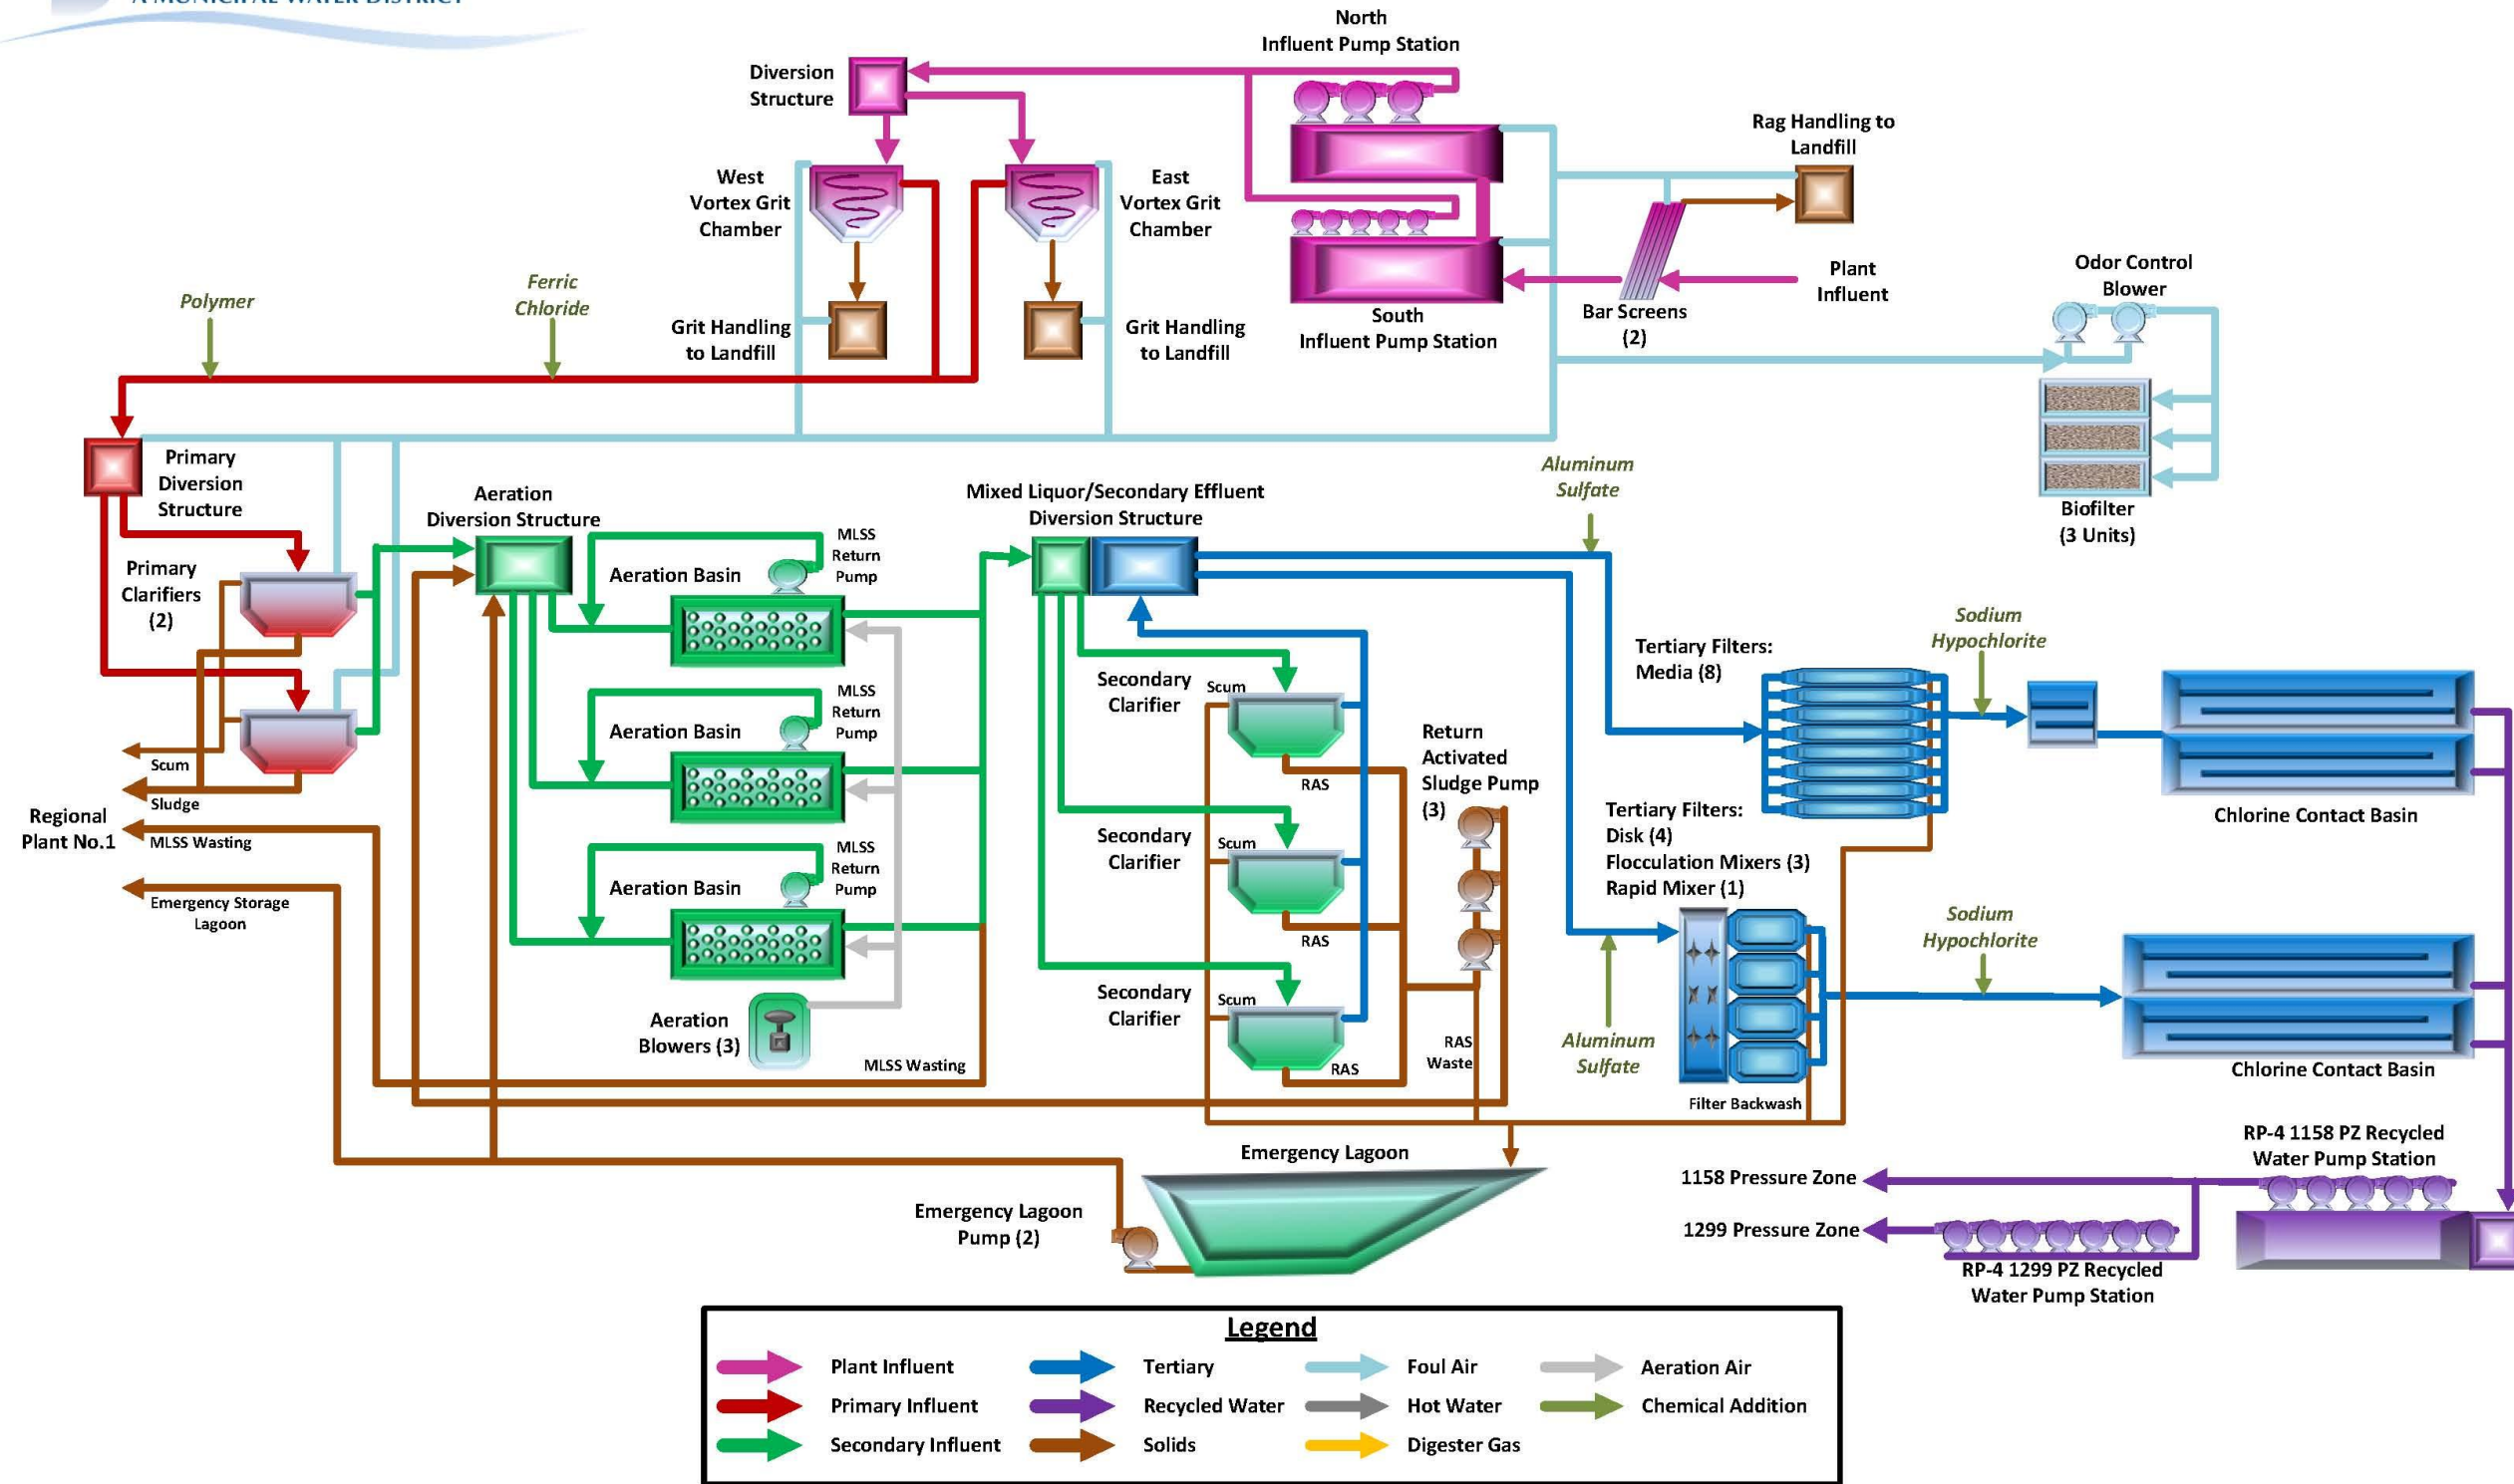 A MUNICIPAL WATER DISTRICT
North
Influent Pump Station
Diversion
Structure
Rag Handling to
Landfill
West
Vortex Grit
Chamber
East
Vortex Grit
Chamber
Plant
Influent
Odor Control
Blower
Polymer
Ferric
Chloride
Grit Handling
to Landfill
Grit Handling
to Landfill
South
Influent Pump Station
Bar Screens
(2)
Primary
Diversion
Structure
Aeration
Diversion Structure
Mixed Liquor/Secondary Effluent
Diversion Structure
Aluminum
Sulfate
Biofilter
(3 Units)
Primary
Clarifiers
(2)
Aeration Basin
MLSS
Return
Pump
Sodium
Hypochlorite
Tertiary Filters:
Media (8)
Secondary
Clarifier
Scum
Aeration Basin
MLSS
Return
Pump
Return
Activated
Sludge Pump
(3)
RAS
Scum
Sludge
Regional
Plant No.1
MLSS Wasting
Chlorine Contact Basin
Tertiary Filters:
Disk (4)
Flocculation Mixers (3)
Rapid Mixer (1)
Secondary
Clarifier
Scum
Aeration Basin
MLSS
Return
Pump
Emergency Storage
Lagoon
RAS
Sodium
Hypochlorite
Secondary
Clarifier
Scum
Aeration
Blowers (3)
MLSS Wasting
RAS
RAS
Waste
Aluminum
Sulfate
Chlorine Contact Basin
Filter Backwash
Emergency Lagoon
RP-4 1158 PZ Recycled
Water Pump Station
1158 Pressure Zone
Emergency Lagoon
Pump (2)
1299 Pressure Zone
RP-4 1299 PZ Recycled
Water Pump Station
Legend
Plant Influent
Tertiary
Foul Air
Aeration Air
Primary Influent
Recycled Water
Hot Water
Chemical Addition
Secondary Influent
Solids
Digester Gas